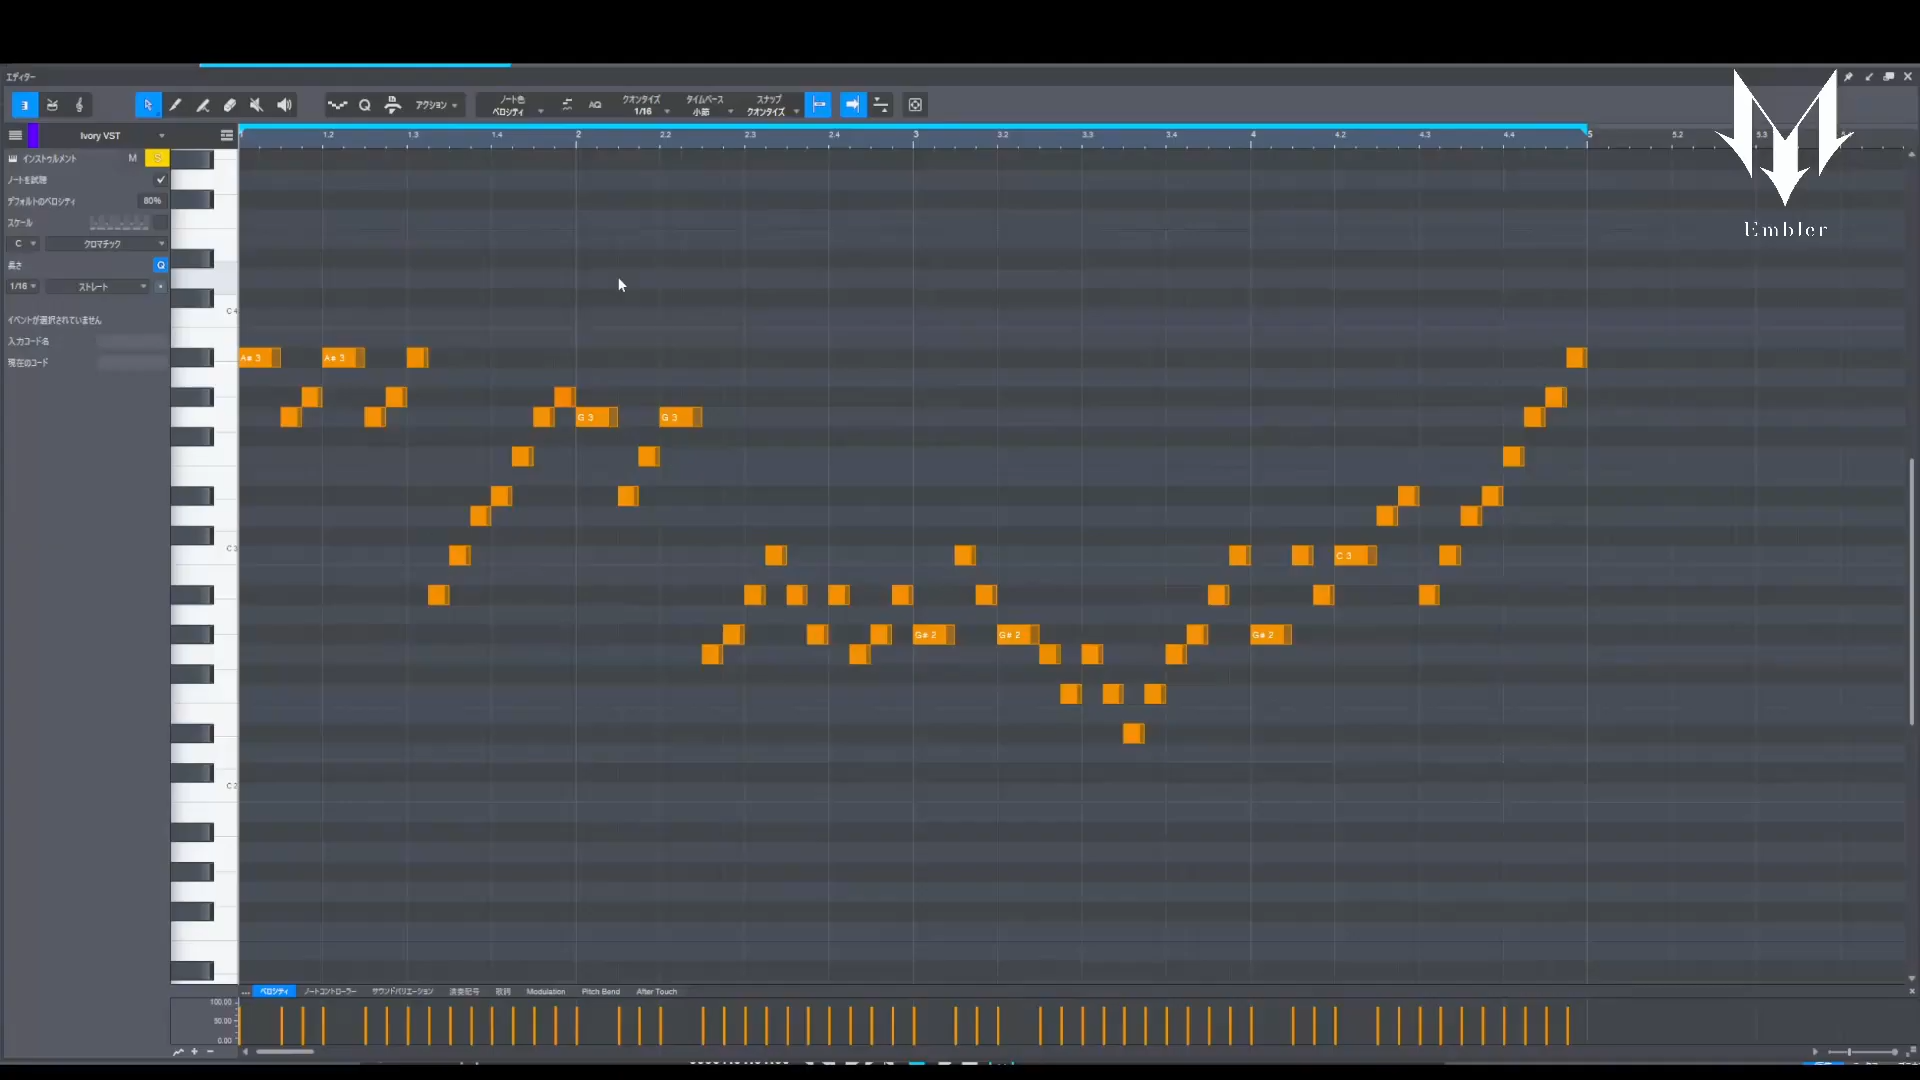 エディター
アクション
ノート色
ベロシティ
AQ
クオンタイズ
1/16
タイムベース
小節
スナップ
クオンタイズ
Ivory VST
1.2 1.3 1.4 2 2.2 2.3 2.4 3 3.2 3.3 3.4 4 4.2 4.3 4.4 5 5.2 5.3
インストゥルメント M S
ノートを試聴
デフォルトのベロシティ 80%
スケール
C クロマチック
長さ Q
1/16 ストレート
イベントが選択されていません
入力コード名
現在のコード
Embler
C 4
A# 3 A# 3
G 3 G 3
C 3
C 3
G# 2 G# 2 G# 2
C 2
ベロシティ ノートコントローラー サウンドバリエーション 演奏記号 歌詞 Modulation Pitch Bend After Touch
100.00
50.00
0.00